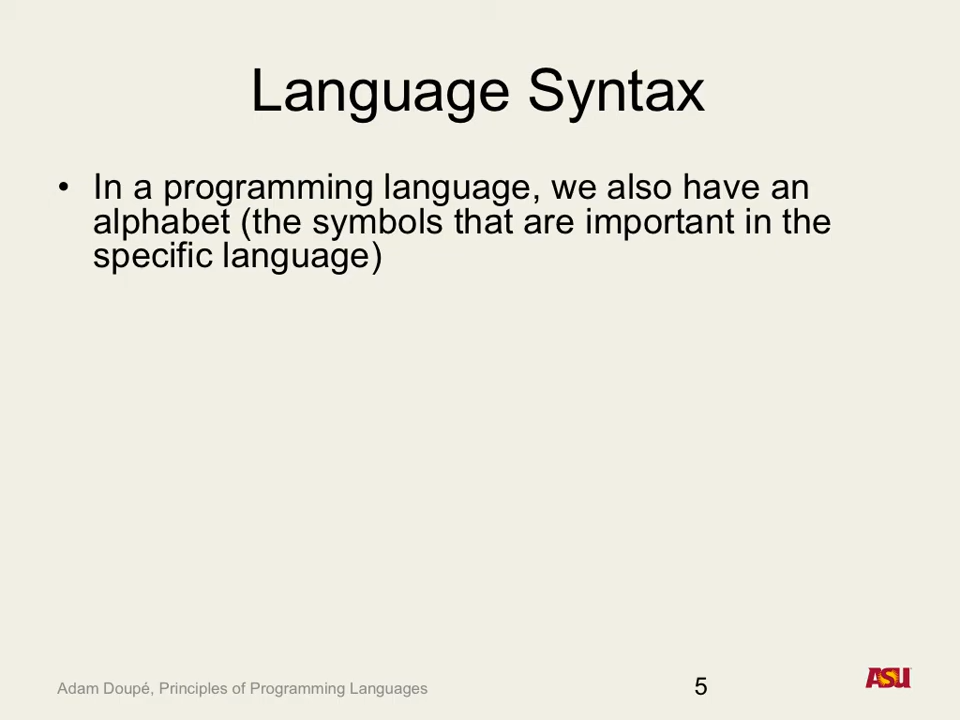 Language Syntax
• In a programming language, we also have an
alphabet (the symbols that are important in the
specific language)
Adam Doupé, Principles of Programming Languages
5
ASU